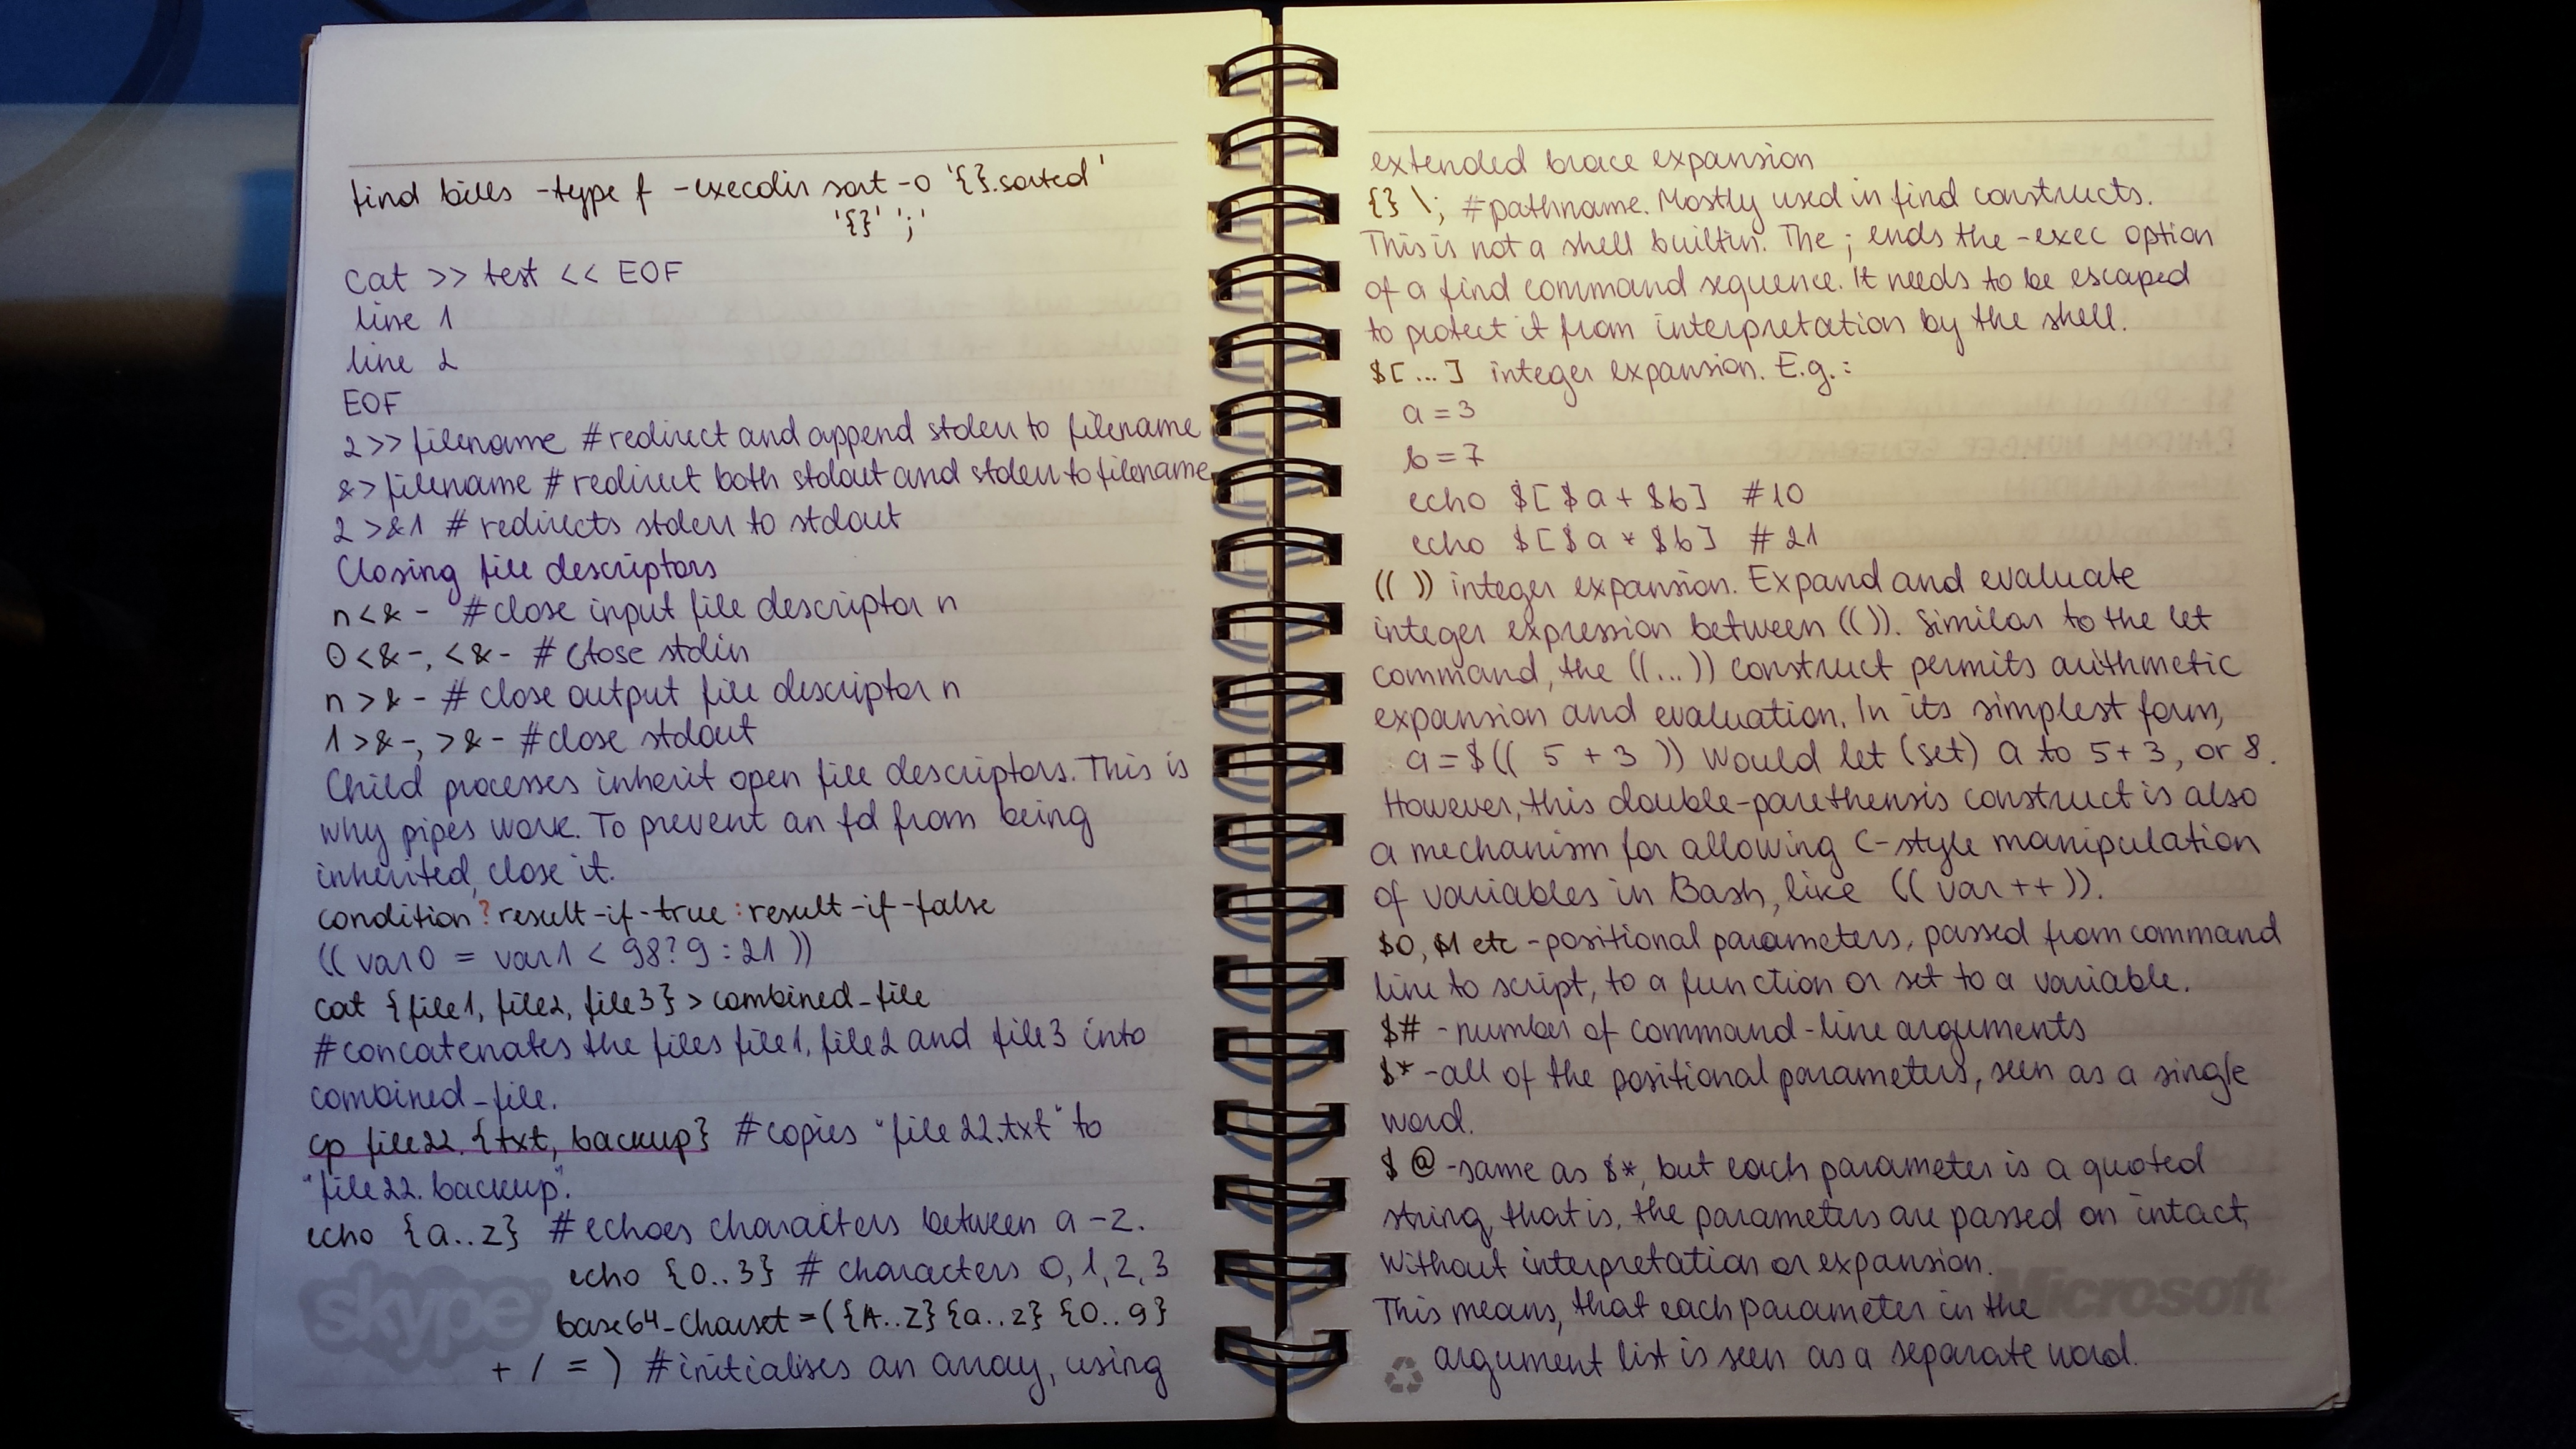 find bills -type f -execdir sort -o '{}.sorted'
'{}' ';'
cat >> test << EOF
line 1
line 2
EOF
2>> filename # redirect and append stderr to filename
&> filename # redirect both stdout and stderr to filename
2 >&1 # redirects stderr to stdout
Closing file descriptors
n<&- #close input file descriptor n
0<&-, <&- # close stdin
n>&- # close output file descriptor n
1>&-, >&- #close stdout
Child processes inherit open file descriptors. This is
why pipes work. To prevent an fd from being
inherited, close it.
condition?result-if-true:result-if-false
(( var0 = var1 < 98?9:21 ))
cat {file1, file2, file3} > combined_file
#concatenates the files file1, file2 and file3 into
combined_file.
cp file22.{txt, backup} #copies "file22.txt" to
"file22.backup".
echo {a..z} # echoes characters between a-z.
echo {0..3} # characters 0, 1, 2, 3
base64_charset=({A..Z}{a..z} {0..9}
+ / = ) #initialises an array, using
skype
extended brace expansion
{} \; #pathname. Mostly used in find constructs.
This is not a shell builtin. The ; ends the -exec option
of a find command sequence. It needs to be escaped
to protect it from interpretation by the shell.
$[...] integer expansion. E.g.:
a=3
b=7
echo $[$a + $b] #10
echo $[$a * $b] #21
(( )) integer expansion. Expand and evaluate
integer expression between (( )). Similar to the let
command, the ((...)) construct permits arithmetic
expansion and evaluation. In its simplest form,
a=$(( 5 + 3 )) would let (set) a to 5+3, or 8.
However, this double-parethensis construct is also
a mechanism for allowing C-style manipulation
of variables in Bash, like (( var++ )).
$0, $1 etc - positional parameters, passed from command
line to script, to a function or set to a variable.
$# - number of command-line arguments
$* - all of the positional parameters, seen as a single
word.
$@ - same as $*, but each parameter is a quoted
string, that is, the parameters are passed on intact,
without interpretation or expansion.
This means, that each parameter in the
argument list is seen as a separate word.
Microsoft